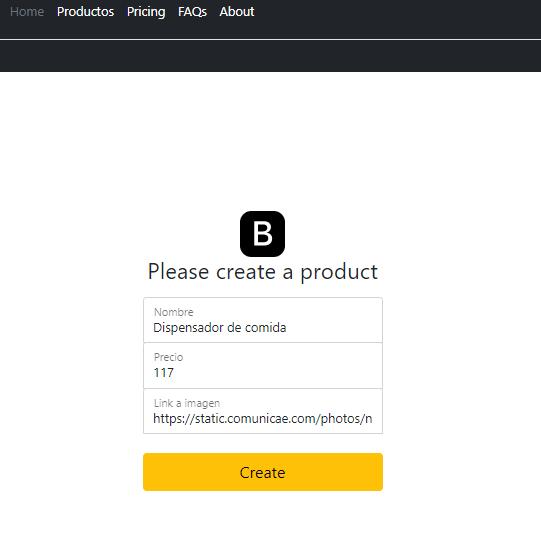 Home Productos Pricing FAQs About
B
Please create a product
Nombre
Dispensador de comida
Precio
117
Link a imagen
https://static.comunicae.com/photos/n
Create